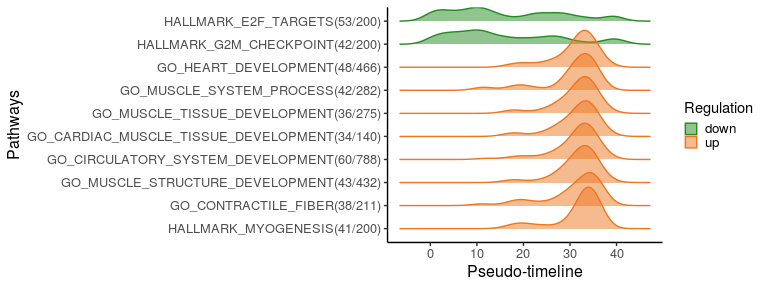 HALLMARK_E2F_TARGETS(53/200)
HALLMARK_G2M_CHECKPOINT(42/200)
GO_HEART_DEVELOPMENT(48/466)
GO_MUSCLE_SYSTEM_PROCESS(42/282)
GO_MUSCLE_TISSUE_DEVELOPMENT(36/275)
GO_CARDIAC_MUSCLE_TISSUE_DEVELOPMENT(34/140)
GO_CIRCULATORY_SYSTEM_DEVELOPMENT(60/788)
GO_MUSCLE_STRUCTURE_DEVELOPMENT(43/432)
GO_CONTRACTILE_FIBER(38/211)
HALLMARK_MYOGENESIS(41/200)
Pathways
0 10 20 30 40
Pseudo-timeline
Regulation
down
up